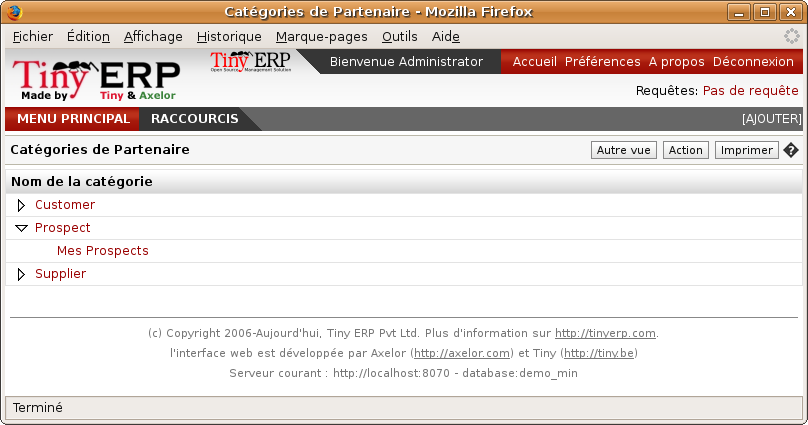 Catégories de Partenaire - Mozilla Firefox
Fichier Édition Affichage Historique Marque-pages Outils Aide
Tiny ERP
Made by Tiny & Axelor
Tiny ERP
Open Source Management Solution
Bienvenue Administrator
Accueil Préférences A propos Déconnexion
Requêtes: Pas de requête
MENU PRINCIPAL RACCOURCIS [AJOUTER]
Catégories de Partenaire Autre vue Action Imprimer
Nom de la catégorie
Customer
Prospect
Mes Prospects
Supplier
(c) Copyright 2006-Aujourd'hui, Tiny ERP Pvt Ltd. Plus d'information sur http://tinyerp.com.
l'interface web est développée par Axelor (http://axelor.com) et Tiny (http://tiny.be)
Serveur courant : http://localhost:8070 - database:demo_min
Terminé